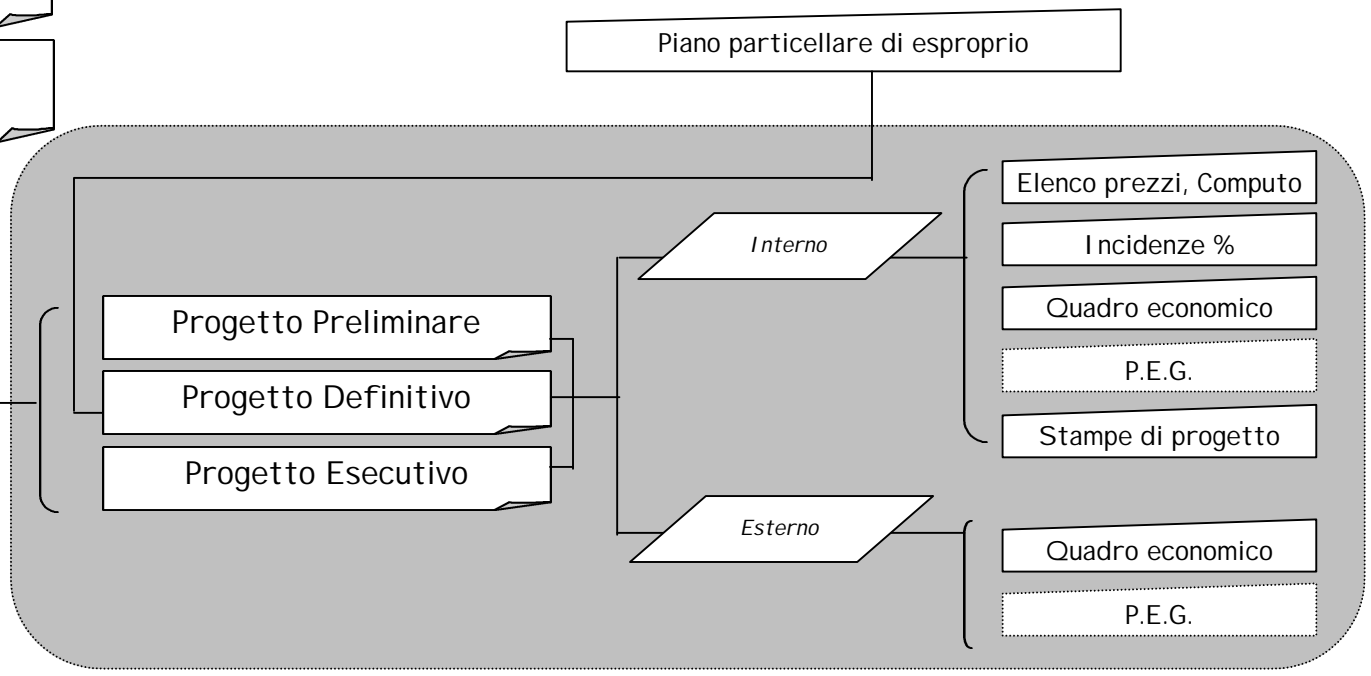 Piano particellare di esproprio
Progetto Preliminare
Progetto Definitivo
Progetto Esecutivo
Interno
Esterno
Elenco prezzi, Computo
Incidenze %
Quadro economico
P.E.G.
Stampe di progetto
Quadro economico
P.E.G.